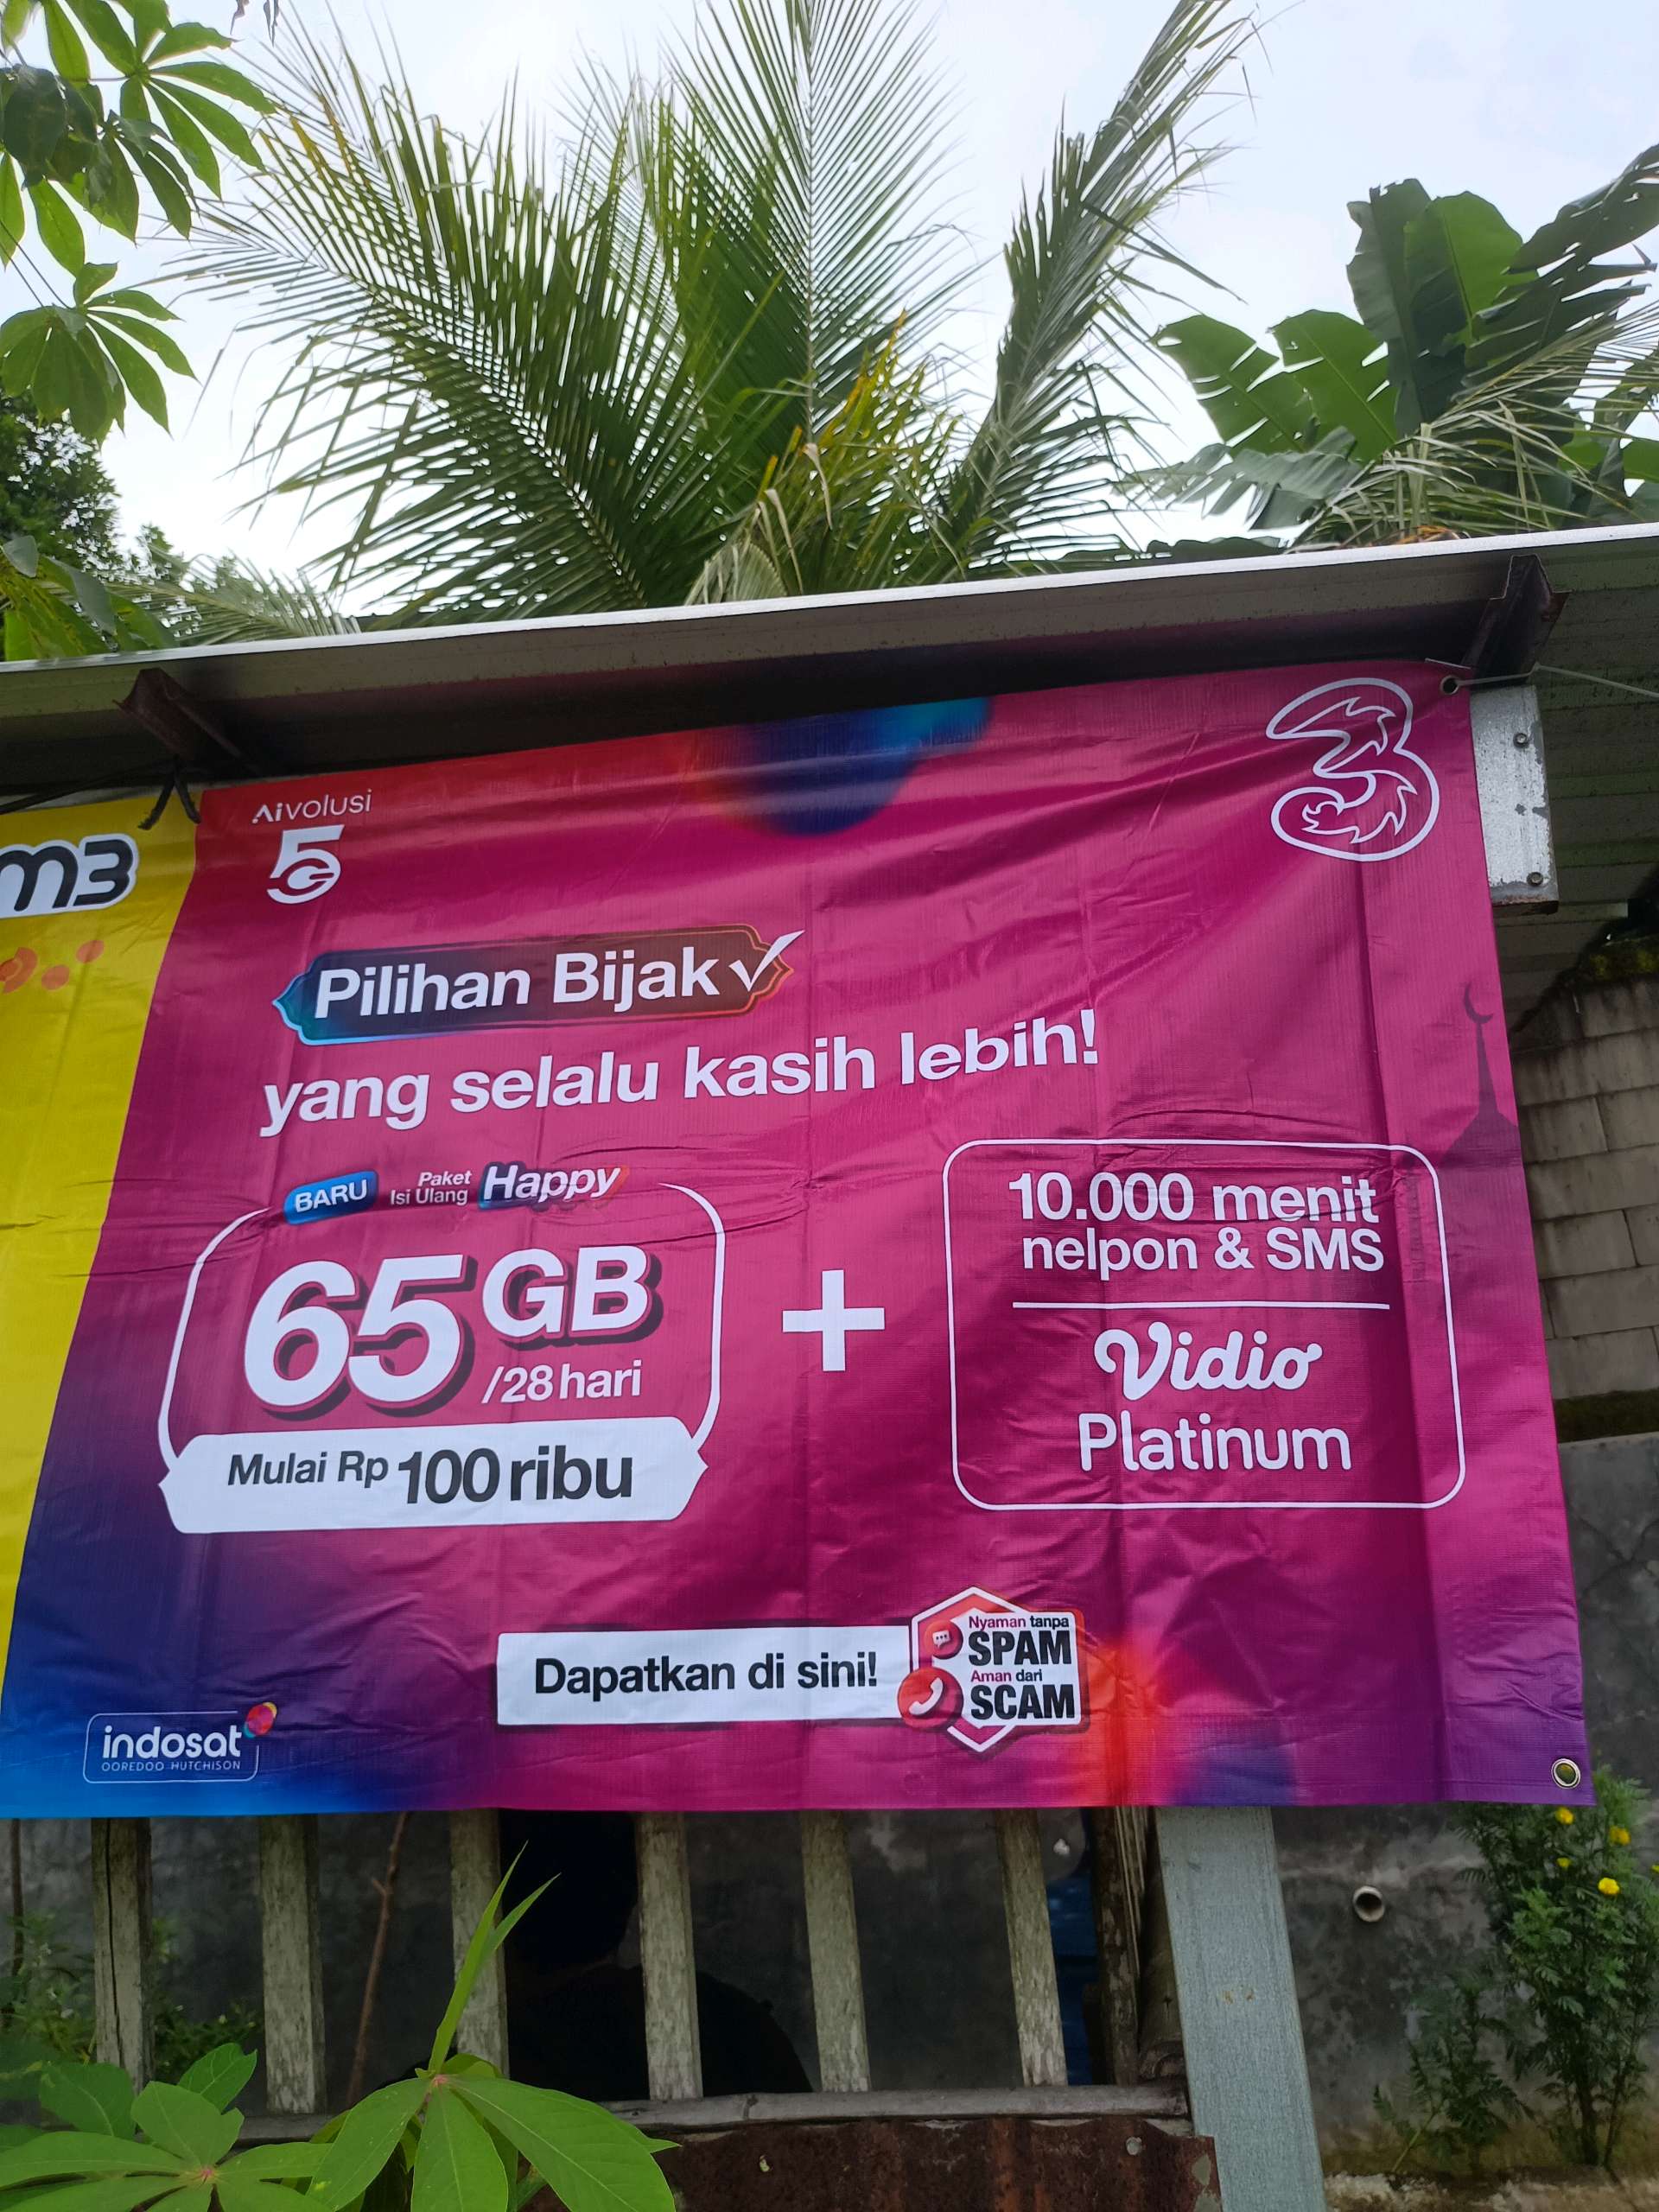 m3
Aivolusi
5G
3
Pilihan Bijak
yang selalu kasih lebih!
BARU Paket Isi Ulang Happy
65 GB
/28 hari
Mulai Rp 100 ribu
+
10.000 menit
nelpon & SMS
Vidio
Platinum
Dapatkan di sini!
Nyaman tanpa
SPAM
Aman dari
SCAM
indosat
OOREDOO HUTCHISON